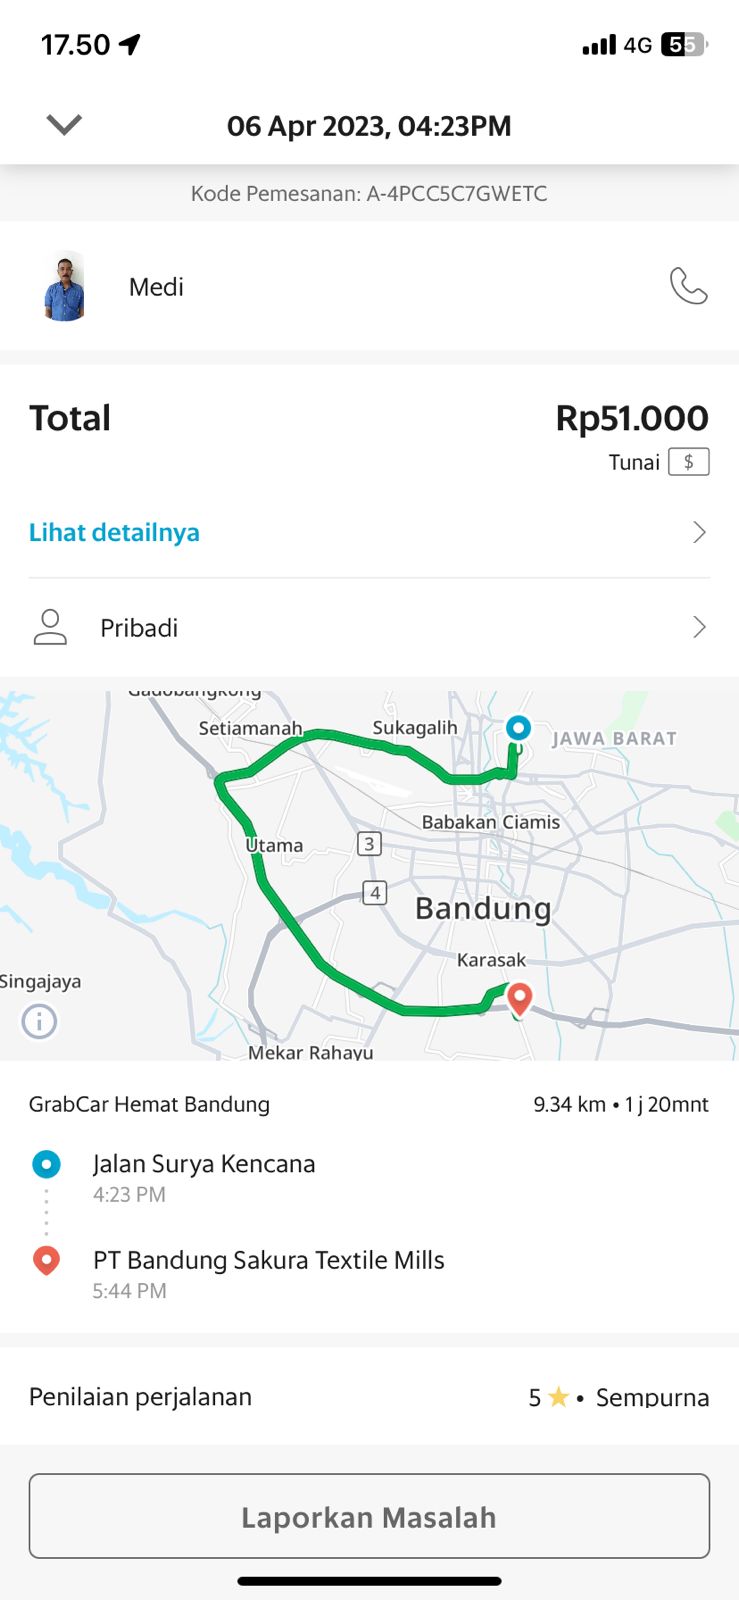 17.50
4G 55
06 Apr 2023, 04:23PM
Kode Pemesanan: A-4PCC5C7GWETC
Medi
Total
Rp51.000
Tunai $
Lihat detailnya
Pribadi
Gadobangkong
Setiamanah
Sukagalih
JAWA BARAT
Babakan Ciamis
Utama
3
4
Bandung
Karasak
Singajaya
Mekar Rahayu
GrabCar Hemat Bandung
9.34 km • 1 j 20mnt
Jalan Surya Kencana
4:23 PM
PT Bandung Sakura Textile Mills
5:44 PM
Penilaian perjalanan
5 ★ • Sempurna
Laporkan Masalah